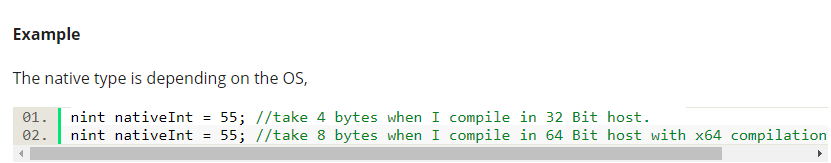 Example
The native type is depending on the OS,
01. nint nativeInt = 55; //take 4 bytes when I compile in 32 Bit host.
02. nint nativeInt = 55; //take 8 bytes when I compile in 64 Bit host with x64 compilation